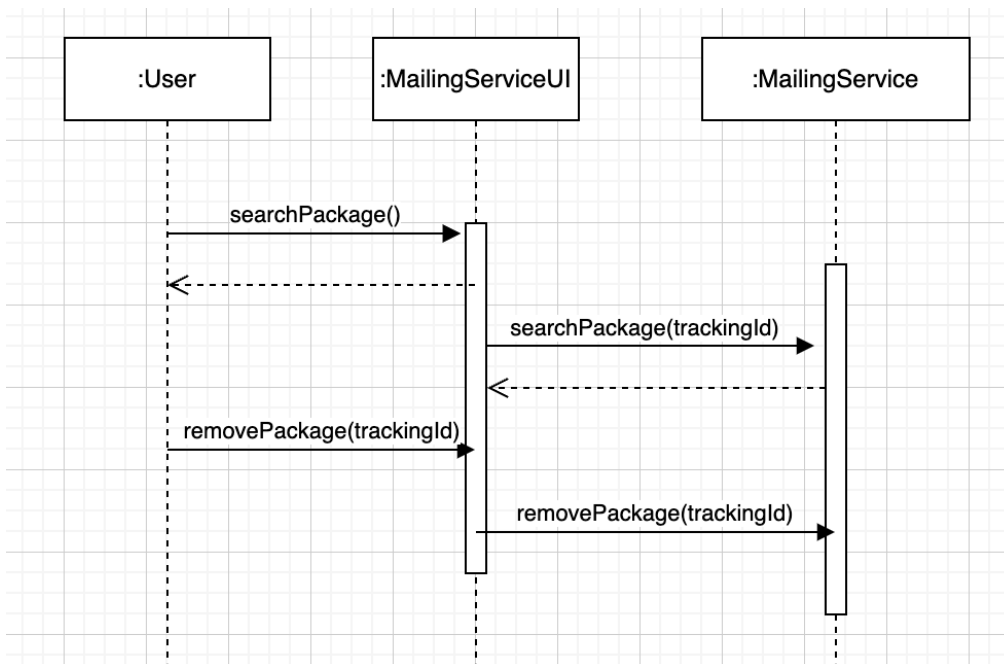 :User
:MailingServiceUI
:MailingService
searchPackage()
searchPackage(trackingId)
removePackage(trackingId)
removePackage(trackingId)